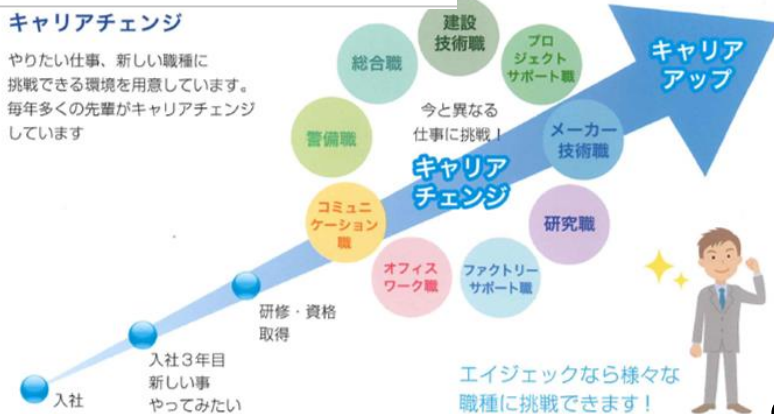 キャリアチェンジ
やりたい仕事、新しい職種に
挑戦できる環境を用意しています。
毎年多くの先輩がキャリアチェンジ
しています
建設
技術職
総合職
プロ
ジェクト
サポート職
キャリア
アップ
警備職
今と異なる
仕事に挑戦！
メーカー
技術職
キャリア
チェンジ
コミュニ
ケーション
職
研究職
オフィス
ワーク職
ファクトリー
サポート職
研修・資格
取得
入社３年目
新しい事
やってみたい
入社
エイジェックなら様々な
職種に挑戦できます！